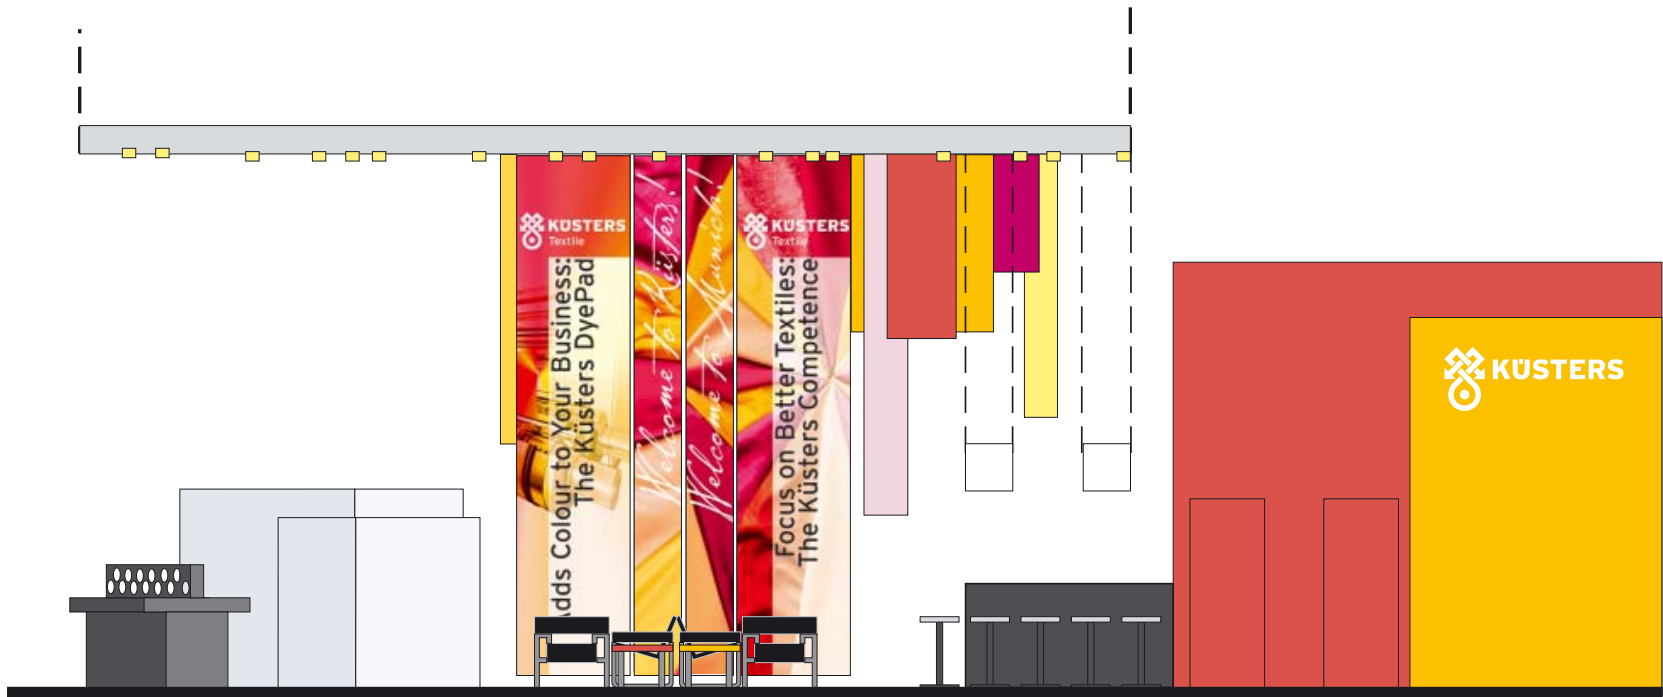 KÜSTERS
Textile
Adds Colour to Your Business:
The Küsters DyePad
Welcome to Küsters!
Welcome to Munich!
KÜSTERS
Textile
Focus on Better Textiles:
The Küsters Competence
KÜSTERS